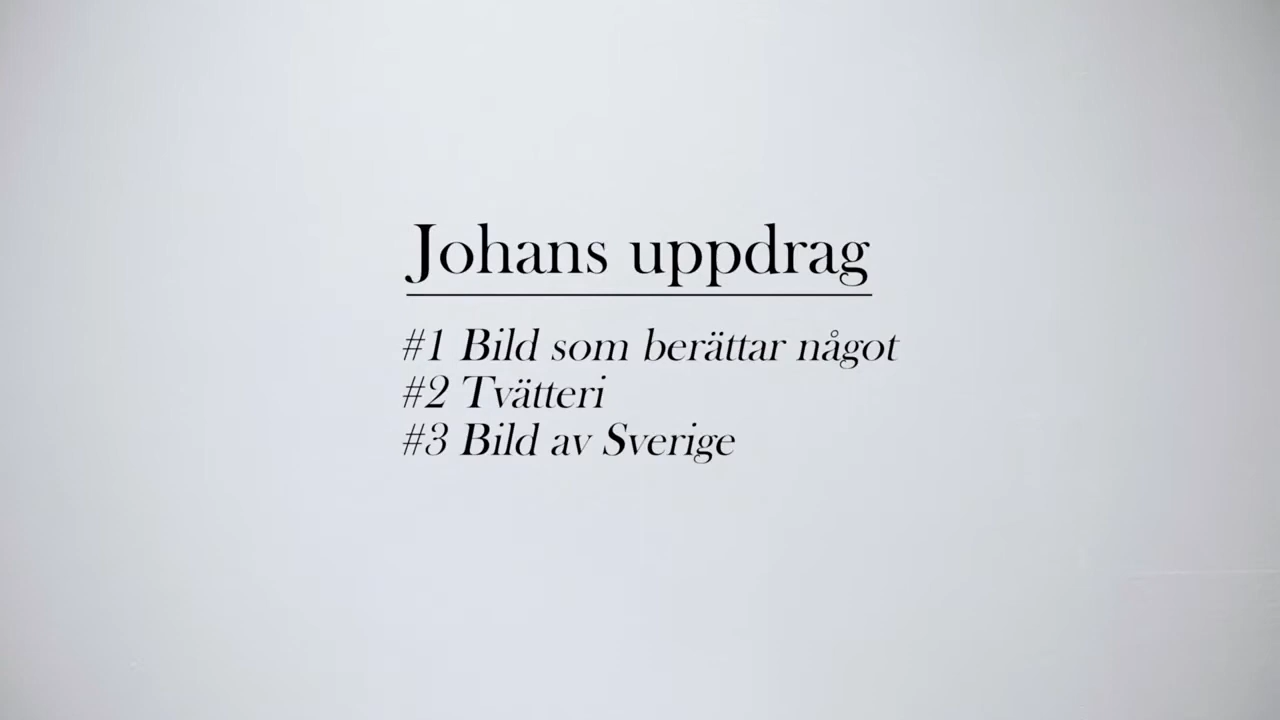 Johans uppdrag
#1 Bild som berättar något
#2 Tvätteri
#3 Bild av Sverige